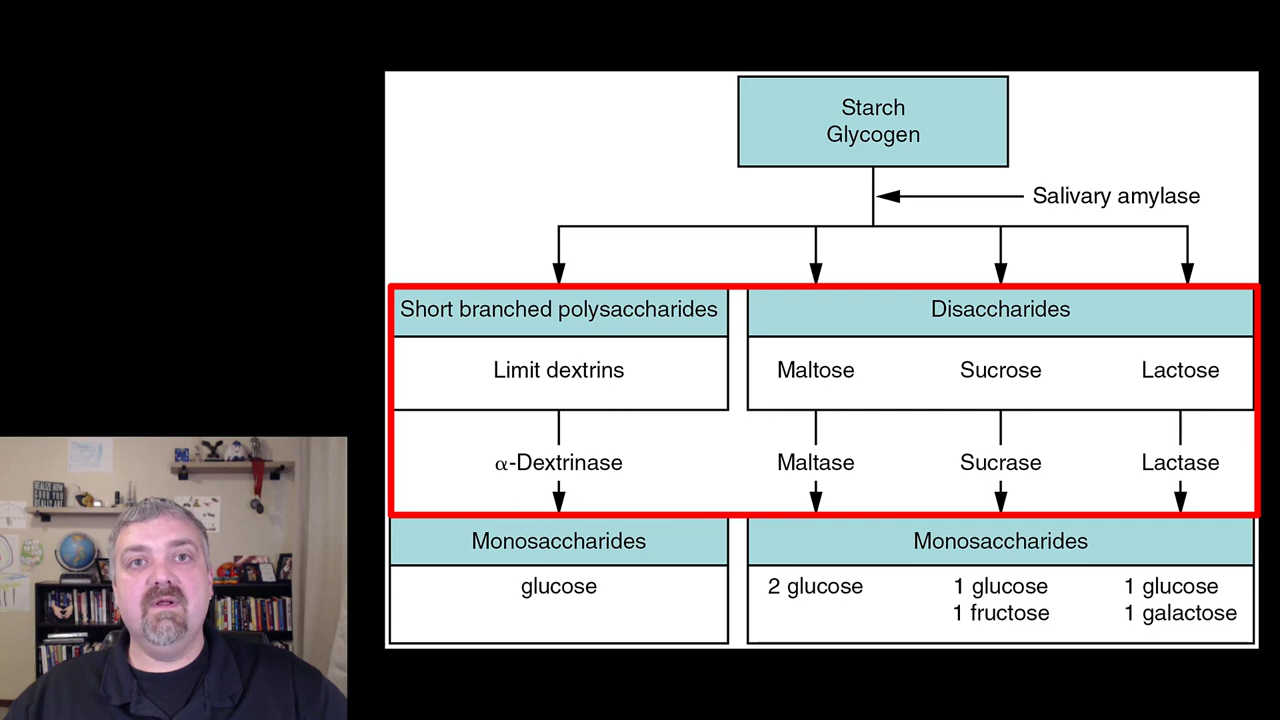 Starch
Glycogen
Salivary amylase
Short branched polysaccharides
Disaccharides
Limit dextrins
Maltose
Sucrose
Lactose
α-Dextrinase
Maltase
Sucrase
Lactase
Monosaccharides
Monosaccharides
glucose
2 glucose
1 glucose
1 fructose
1 glucose
1 galactose